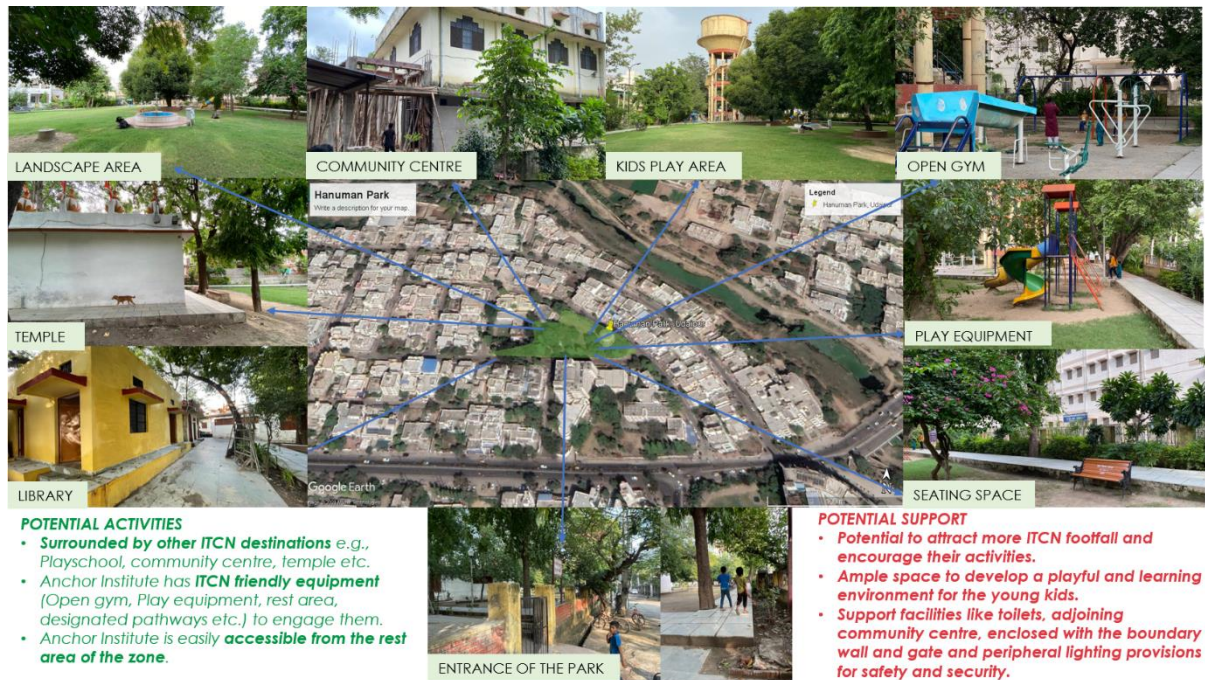 LANDSCAPE AREA
COMMUNITY CENTRE
KIDS PLAY AREA
OPEN GYM
Hanuman Park
Write a description for your map.
Legend
Hanuman Park, Udaipur
Hanuman Park, Udaipur
TEMPLE
PLAY EQUIPMENT
LIBRARY
Google Earth
N
SEATING SPACE
ENTRANCE OF THE PARK
POTENTIAL ACTIVITIES
• Surrounded by other ITCN destinations e.g.,
Playschool, community centre, temple etc.
• Anchor Institute has ITCN friendly equipment
(Open gym, Play equipment, rest area,
designated pathways etc.) to engage them.
• Anchor Institute is easily accessible from the rest
area of the zone.
POTENTIAL SUPPORT
• Potential to attract more ITCN footfall and
encourage their activities.
• Ample space to develop a playful and learning
environment for the young kids.
• Support facilities like toilets, adjoining
community centre, enclosed with the boundary
wall and gate and peripheral lighting provisions
for safety and security.